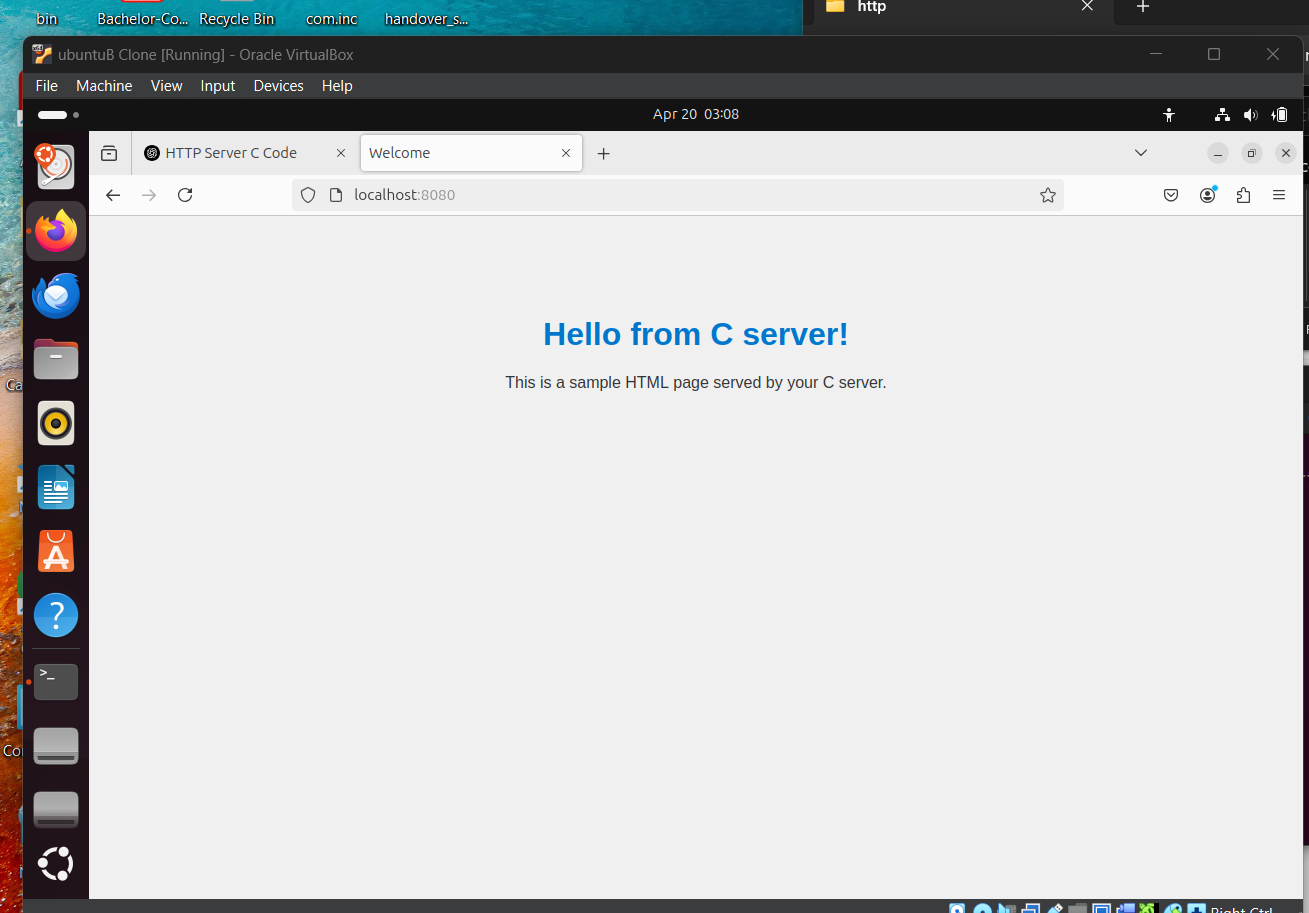 bin
Bachelor-Co...
Recycle Bin
com.inc
handover_s...
http
ubuntuB Clone [Running] - Oracle VirtualBox
File Machine View Input Devices Help
Apr 20 03:08
HTTP Server C Code
Welcome
localhost:8080
Hello from C server!
This is a sample HTML page served by your C server.
Ca
Co
Right Ctrl